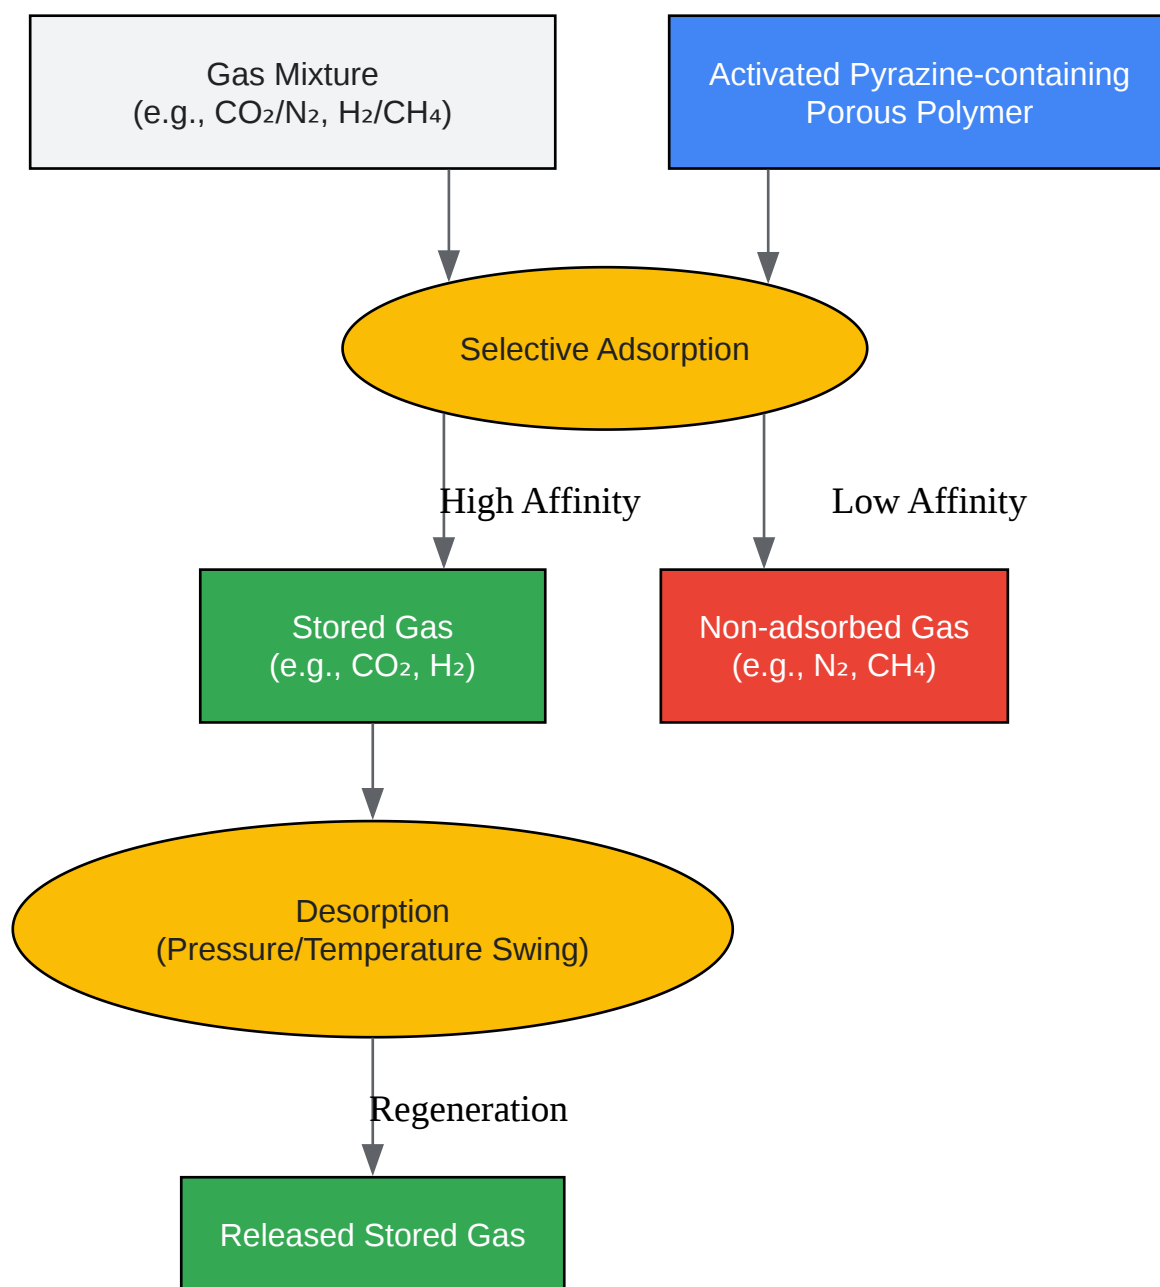 Gas Mixture
(e.g., CO₂/N₂, H₂/CH₄)
Activated Pyrazine-containing
Porous Polymer
Selective Adsorption
High Affinity
Low Affinity
Stored Gas
(e.g., CO₂, H₂)
Non-adsorbed Gas
(e.g., N₂, CH₄)
Desorption
(Pressure/Temperature Swing)
Regeneration
Released Stored Gas